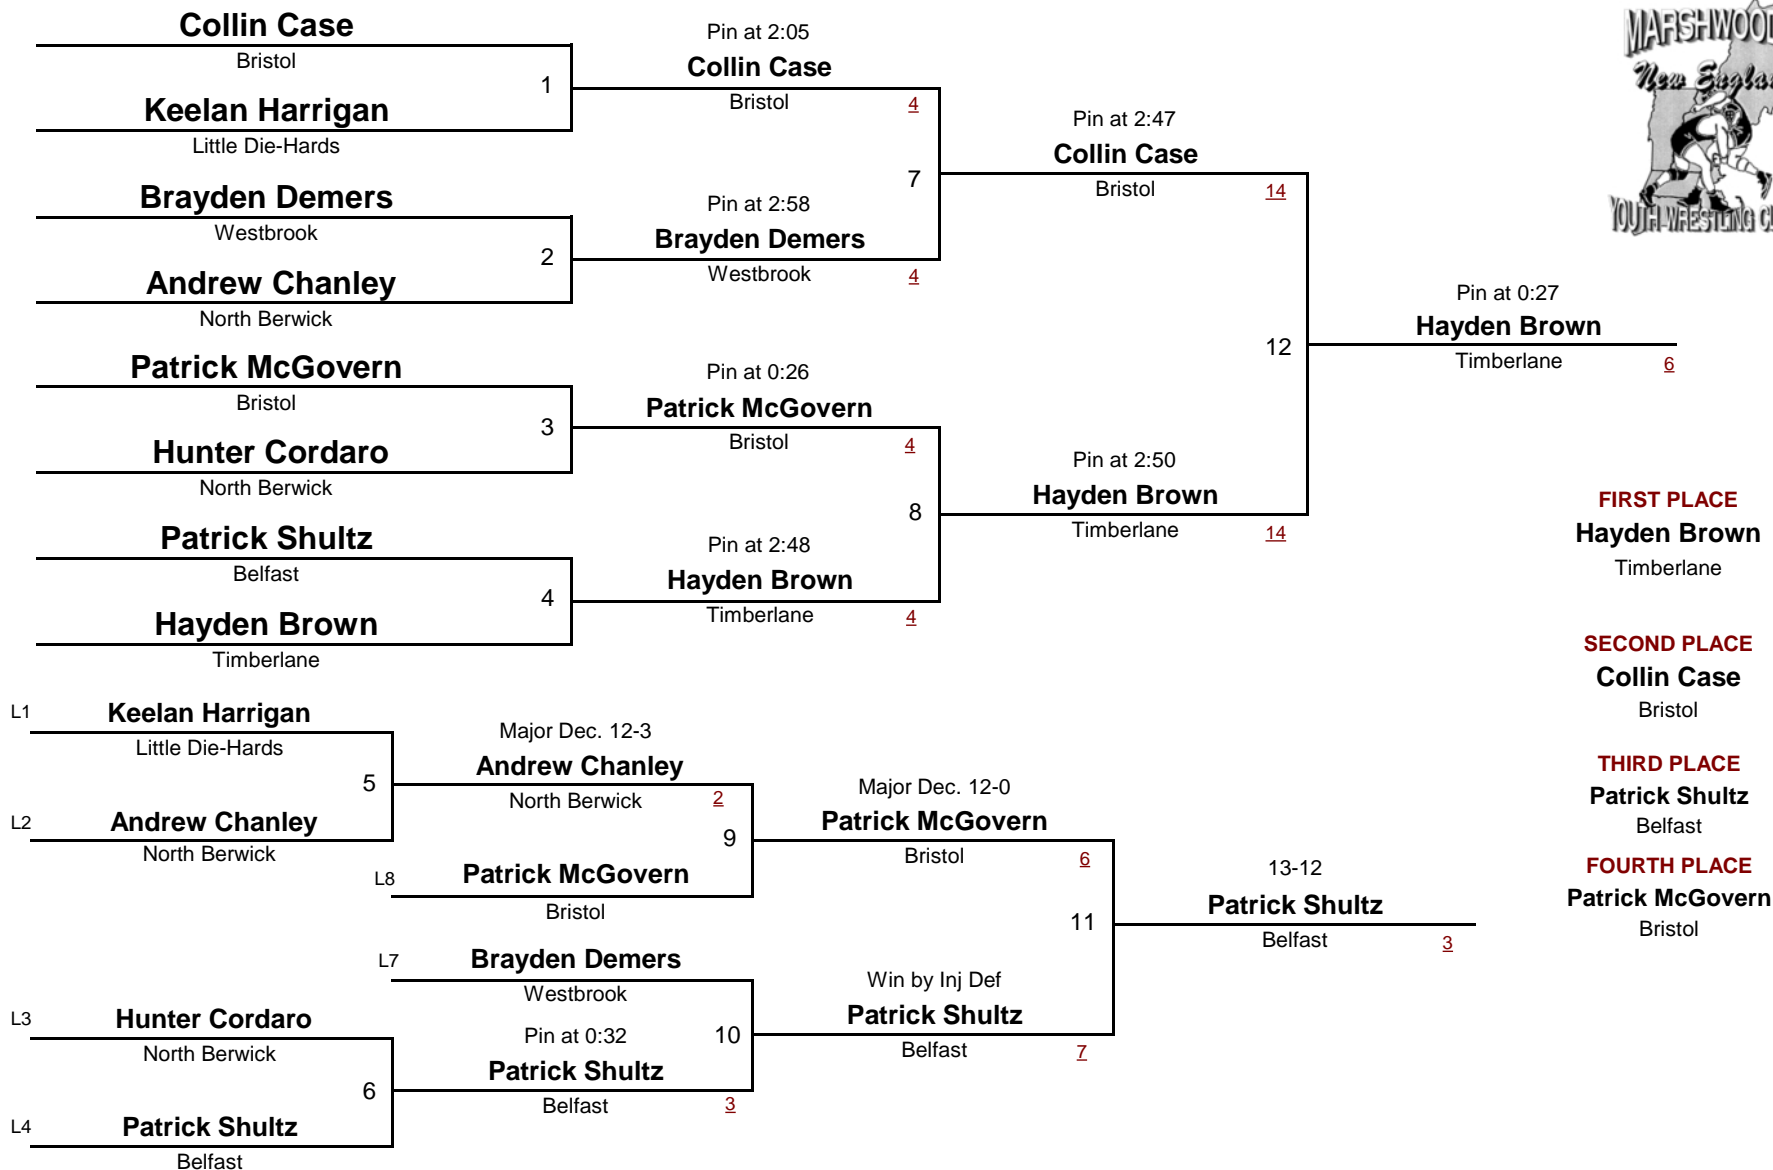 Collin Case
Bristol
1
Keelan Harrigan
Little Die-Hards
Pin at 2:05
Collin Case
Bristol
4
Brayden Demers
Westbrook
2
Andrew Chanley
North Berwick
Pin at 2:58
Brayden Demers
Westbrook
4
7
Pin at 2:47
Collin Case
Bristol
14
Patrick McGovern
Bristol
3
Hunter Cordaro
North Berwick
Pin at 0:26
Patrick McGovern
Bristol
4
Patrick Shultz
Belfast
4
Hayden Brown
Timberlane
Pin at 2:48
Hayden Brown
Timberlane
4
8
Pin at 2:50
Hayden Brown
Timberlane
14
12
Pin at 0:27
Hayden Brown
Timberlane
6
MARSHWOOD
New England
YOUTH WRESTLING
FIRST PLACE
Hayden Brown
Timberlane
SECOND PLACE
Collin Case
Bristol
THIRD PLACE
Patrick Shultz
Belfast
FOURTH PLACE
Patrick McGovern
Bristol
L1
Keelan Harrigan
Little Die-Hards
5
L2
Andrew Chanley
North Berwick
Major Dec. 12-3
Andrew Chanley
North Berwick
2
9
L8
Patrick McGovern
Bristol
Major Dec. 12-0
Patrick McGovern
Bristol
6
L7
Brayden Demers
Westbrook
L3
Hunter Cordaro
North Berwick
6
L4
Patrick Shultz
Belfast
Pin at 0:32
Patrick Shultz
Belfast
3
10
Win by Inj Def
Patrick Shultz
Belfast
7
11
13-12
Patrick Shultz
Belfast
3